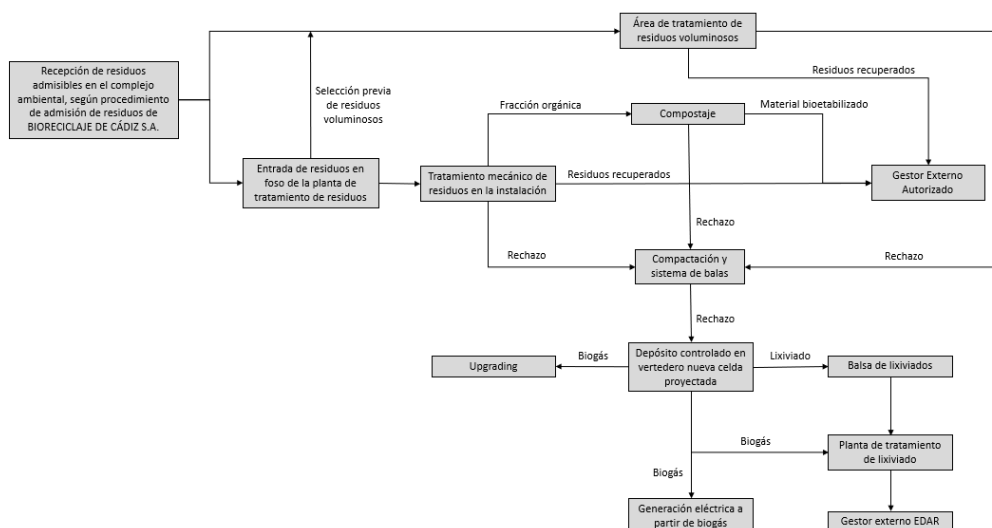 Área de tratamiento de
residuos voluminosos
Recepción de residuos
admisibles en el complejo
ambiental, según procedimiento
de admisión de residuos de
BIORECICLAJE DE CÁDIZ S.A.
Selección previa
de residuos
voluminosos
Residuos recuperados
Fracción orgánica
Compostaje
Material bioetabilizado
Entrada de residuos en
foso de la planta de
tratamiento de residuos
Tratamiento mecánico de
residuos en la instalación
Residuos recuperados
Gestor Externo
Autorizado
Rechazo
Rechazo
Compactación y
sistema de balas
Rechazo
Rechazo
Upgrading
Biogás
Depósito controlado en
vertedero nueva celda
proyectada
Lixiviado
Balsa de lixiviados
Biogás
Planta de tratamiento
de lixiviado
Biogás
Generación eléctrica a
partir de biogás
Gestor externo EDAR